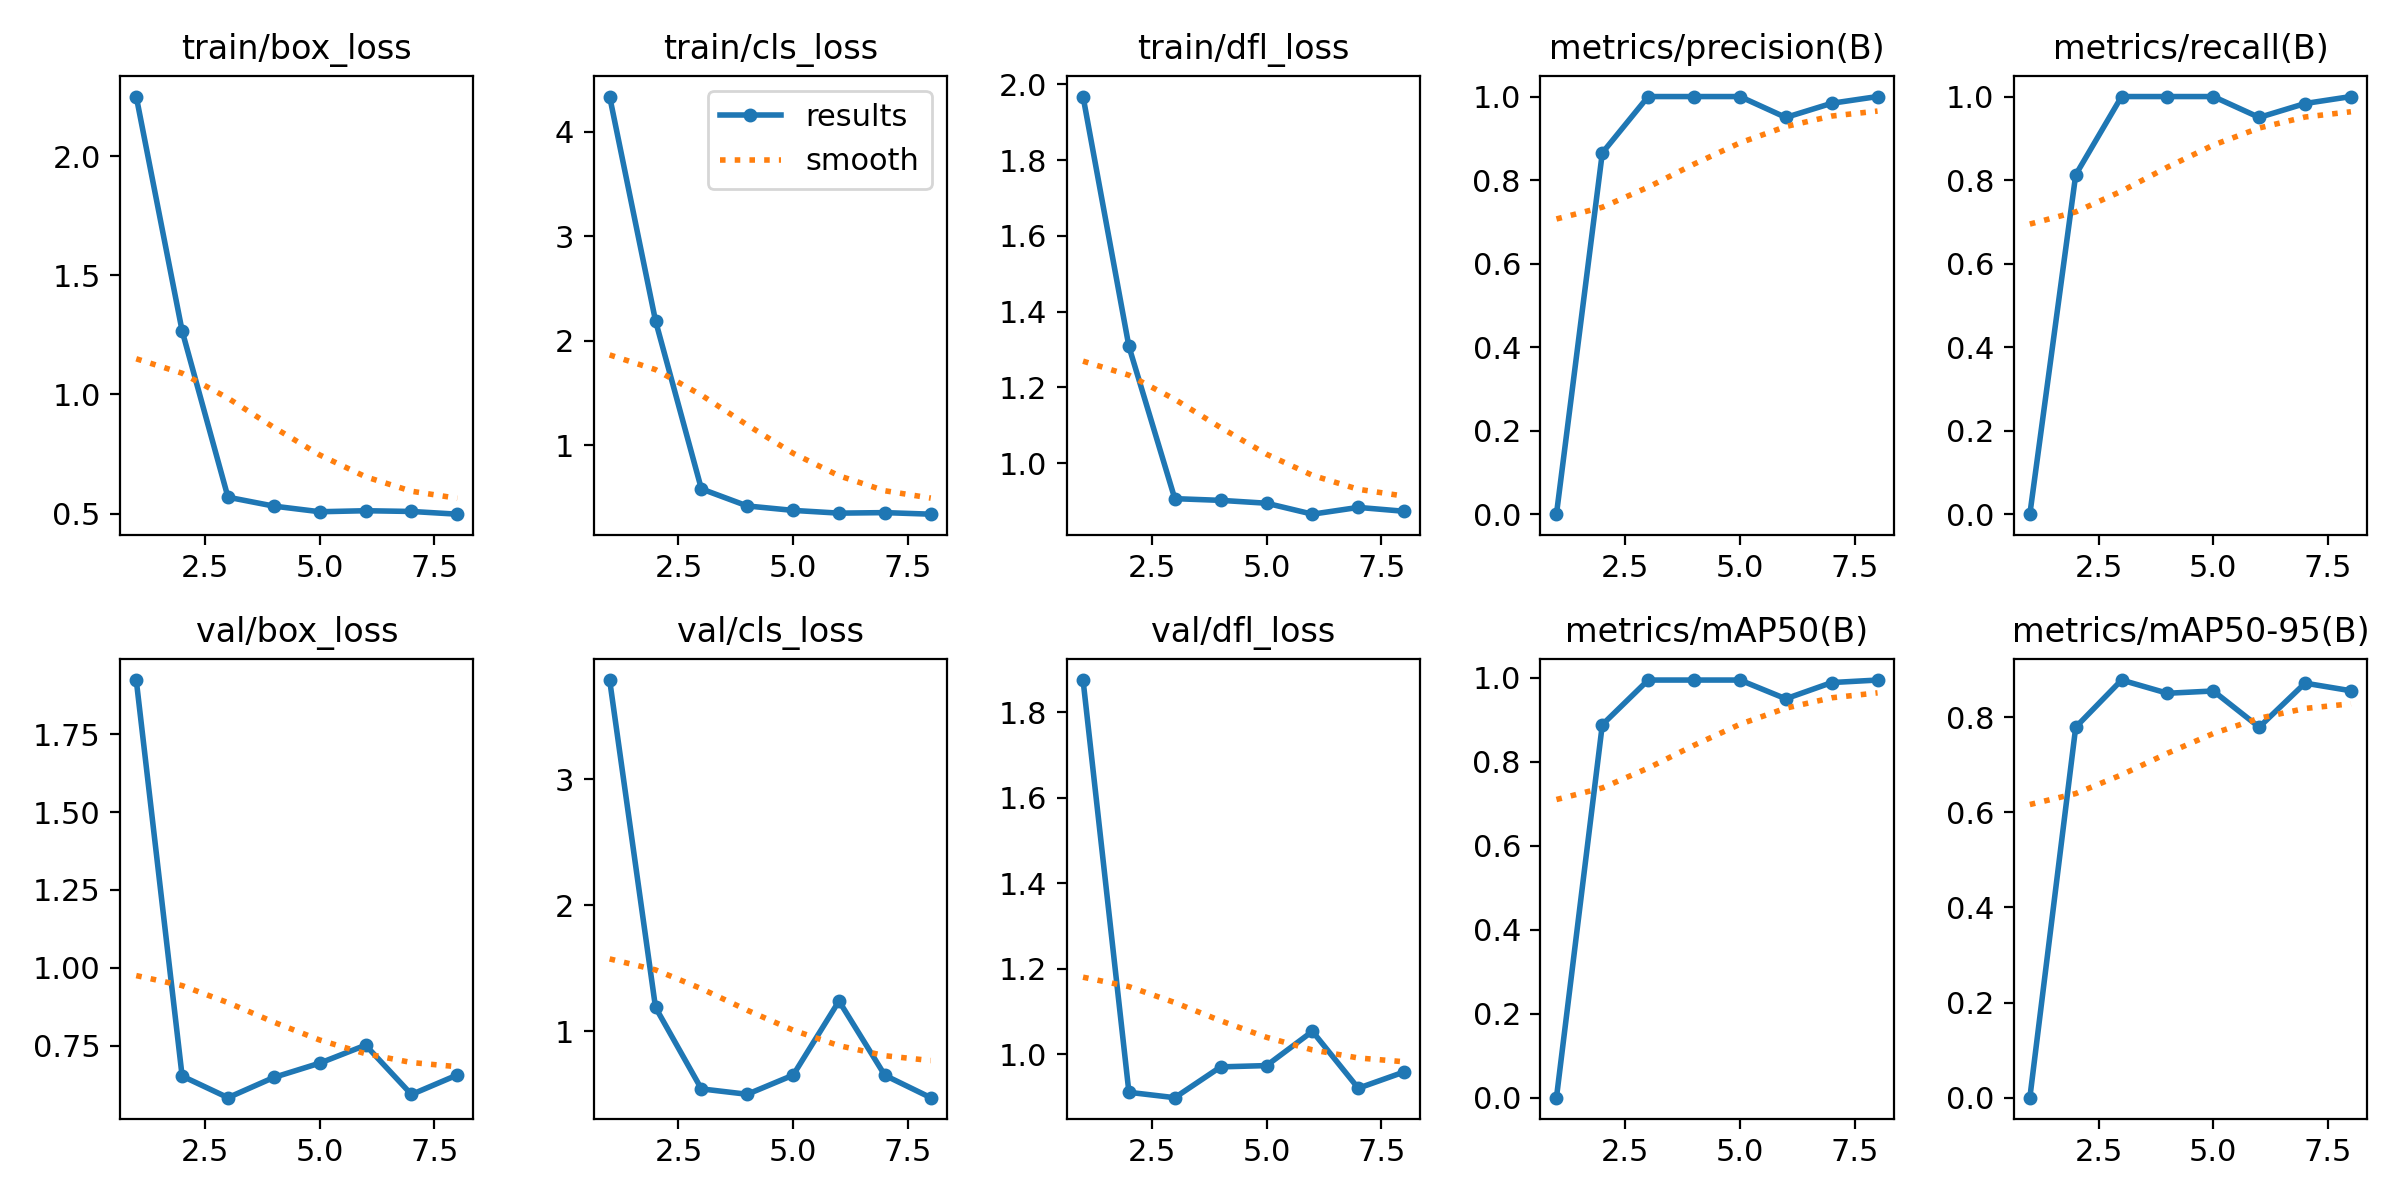 train/box_loss
train/cls_loss
train/dfl_loss
metrics/precision(B)
metrics/recall(B)
2.0
1.5
1.0
0.5
2.5 5.0 7.5
results
smooth
4
3
2
1
2.5 5.0 7.5
2.0
1.8
1.6
1.4
1.2
1.0
2.5 5.0 7.5
1.0
0.8
0.6
0.4
0.2
0.0
2.5 5.0 7.5
1.0
0.8
0.6
0.4
0.2
0.0
2.5 5.0 7.5
val/box_loss
val/cls_loss
val/dfl_loss
metrics/mAP50(B)
metrics/mAP50-95(B)
1.75
1.50
1.25
1.00
0.75
2.5 5.0 7.5
3
2
1
2.5 5.0 7.5
1.8
1.6
1.4
1.2
1.0
2.5 5.0 7.5
1.0
0.8
0.6
0.4
0.2
0.0
2.5 5.0 7.5
0.8
0.6
0.4
0.2
0.0
2.5 5.0 7.5